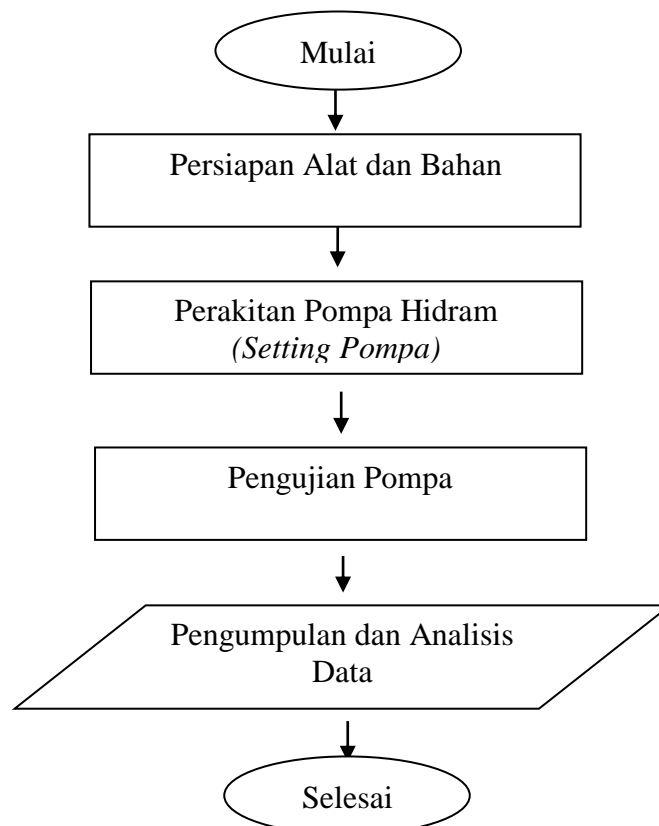 Mulai
Persiapan Alat dan Bahan
Perakitan Pompa Hidram
(Setting Pompa)
Pengujian Pompa
Pengumpulan dan Analisis
Data
Selesai